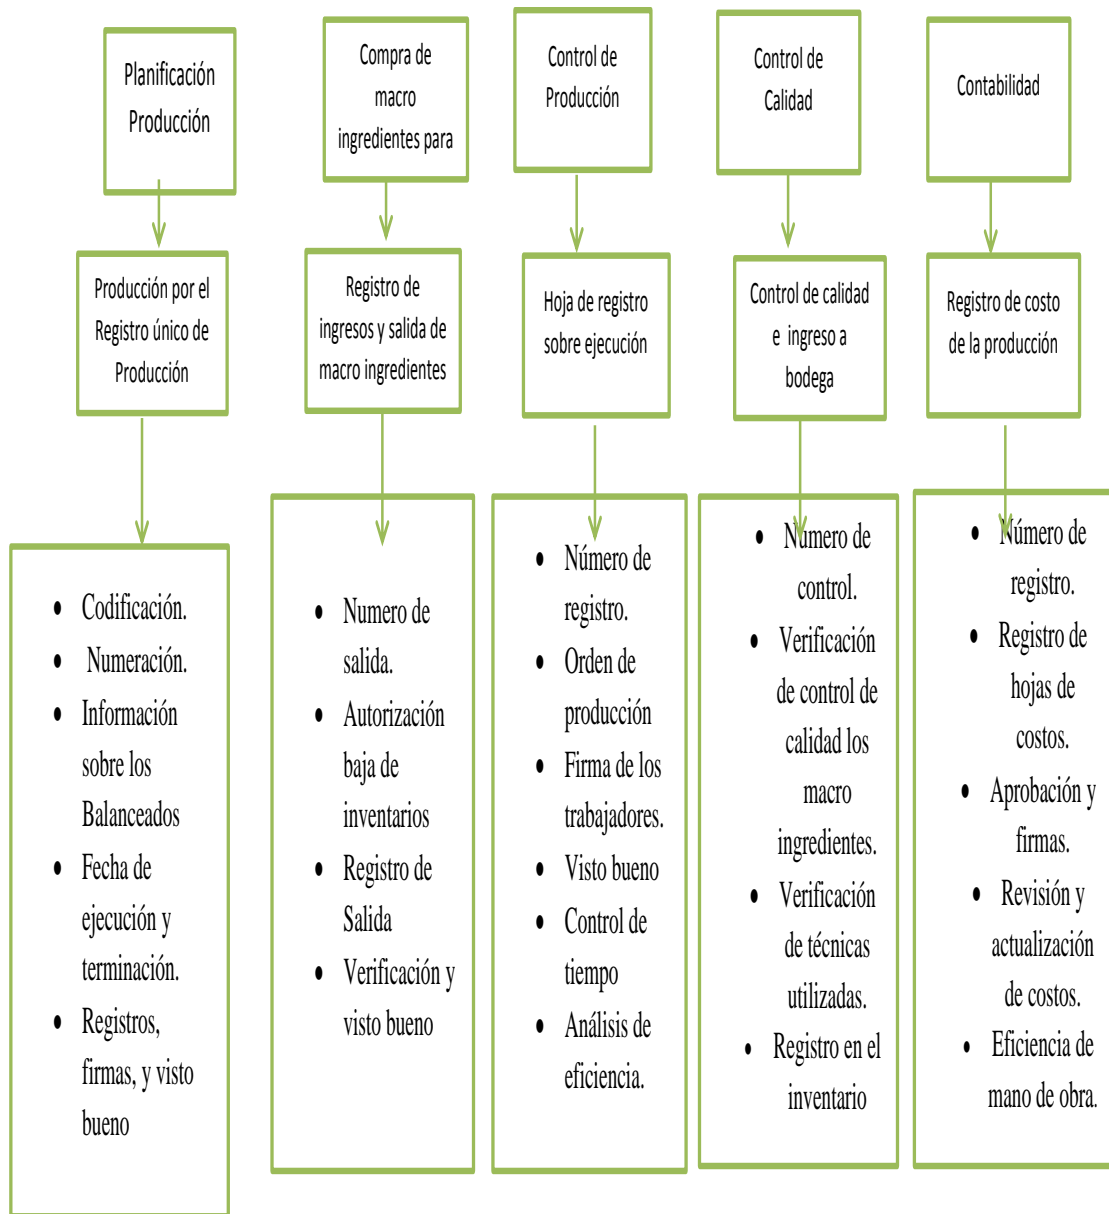 Planificación
Producción
Compra de
macro
ingredientes para
Control de
Producción
Control de
Calidad
Contabilidad
Producción por el
Registro único de
Producción
Registro de
ingresos y salida de
macro ingredientes
Hoja de registro
sobre ejecución
Control de calidad
e ingreso a
bodega
Registro de costo
de la producción
• Codificación.
• Numeración.
• Información
sobre los
Balanceados
• Fecha de
ejecución y
terminación.
• Registros,
firmas, y visto
bueno
• Numero de
salida.
• Autorización
baja de
inventarios
• Registro de
Salida
• Verificación y
visto bueno
• Número de
registro.
• Orden de
producción
• Firma de los
trabajadores.
• Visto bueno
• Control de
tiempo
• Análisis de
eficiencia.
• Número de
control.
• Verificación
de control de
calidad los
macro
ingredientes.
• Verificación
de técnicas
utilizadas.
• Registro en el
inventario
• Número de
registro.
• Registro de
hojas de
costos.
• Aprobación y
firmas.
• Revisión y
actualización
de costos.
• Eficiencia de
mano de obra.